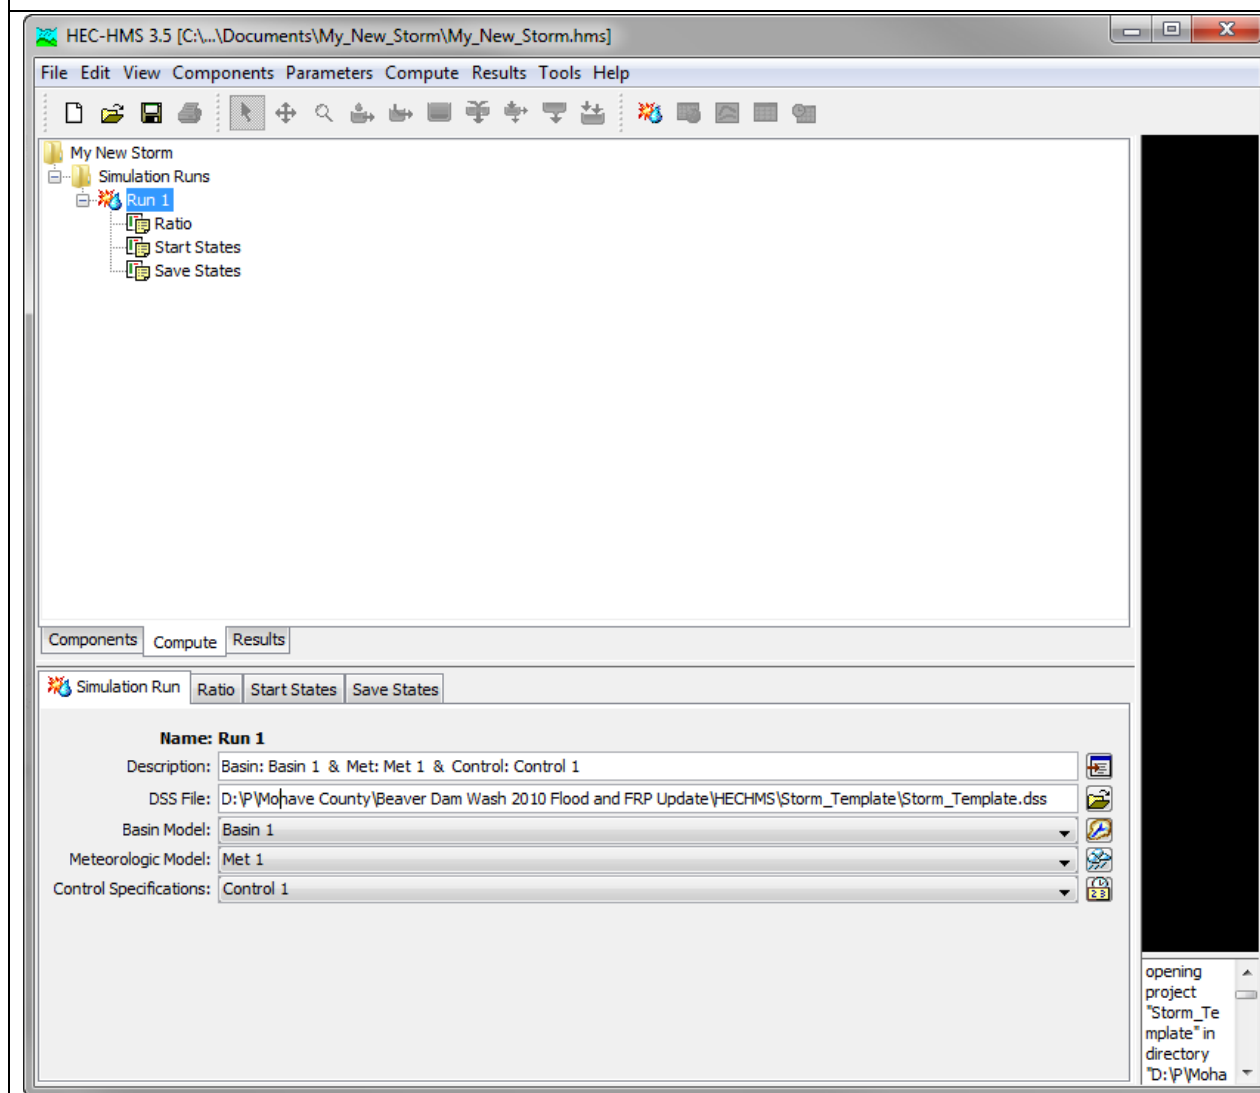 HEC-HMS 3.5 [C:\...\Documents\My_New_Storm\My_New_Storm.hms]
File Edit View Components Parameters Compute Results Tools Help
My New Storm
Simulation Runs
Run 1
Ratio
Start States
Save States
Components Compute Results
Simulation Run Ratio Start States Save States
Name: Run 1
Description: Basin: Basin 1 & Met: Met 1 & Control: Control 1
DSS File: D:\P\Mohave County\Beaver Dam Wash 2010 Flood and FRP Update\HECHMS\Storm_Template\Storm_Template.dss
Basin Model: Basin 1
Meteorologic Model: Met 1
Control Specifications: Control 1
opening
project
"Storm_Te
mplate" in
directory
"D:\P\Moha